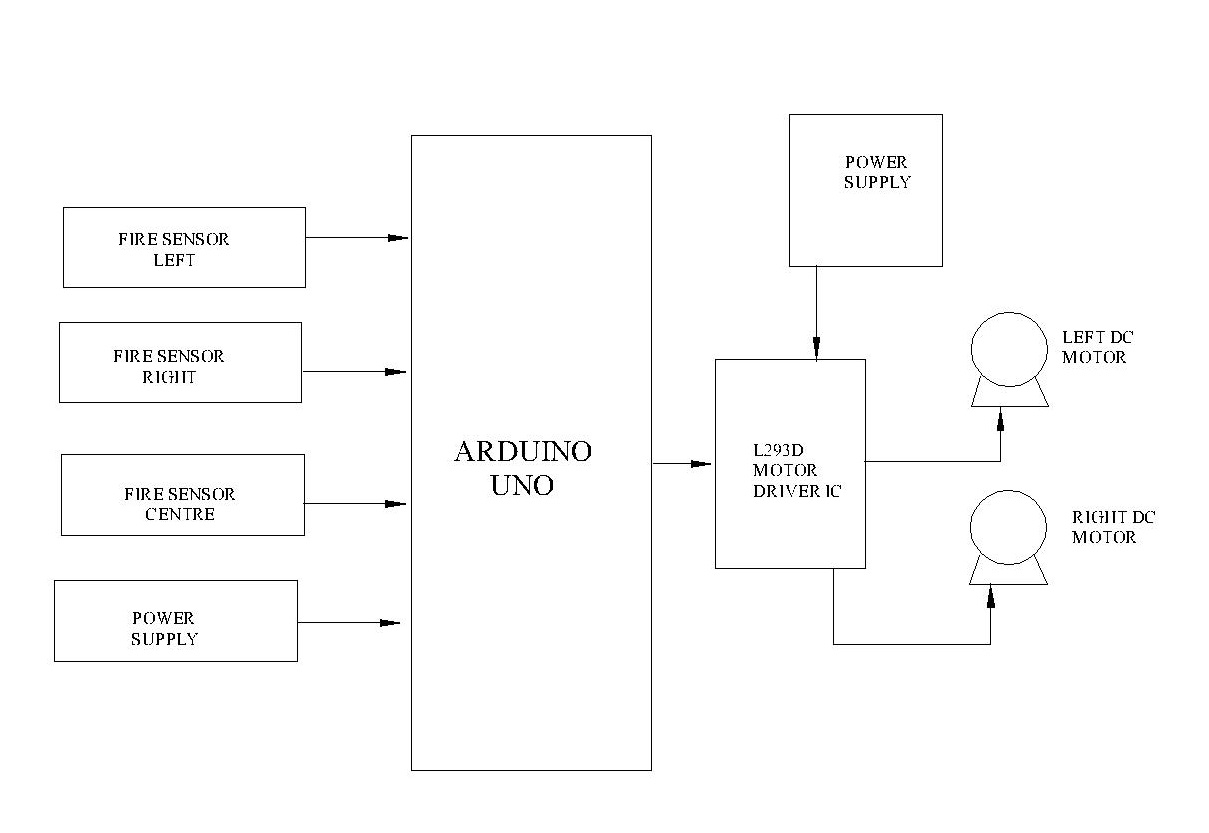 FIRE SENSOR
LEFT
FIRE SENSOR
RIGHT
FIRE SENSOR
CENTRE
POWER
SUPPLY
ARDUINO
UNO
POWER
SUPPLY
L293D
MOTOR
DRIVER IC
LEFT DC
MOTOR
RIGHT DC
MOTOR